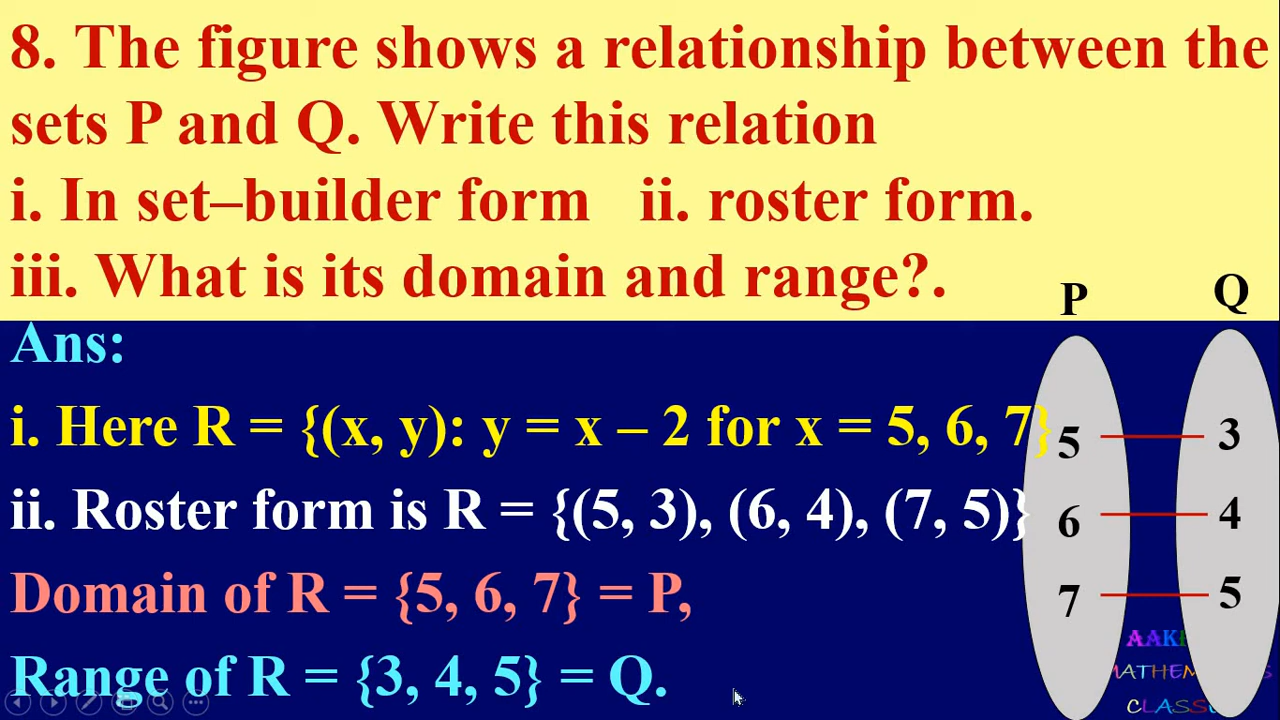 8. The figure shows a relationship between the
sets P and Q. Write this relation
i. In set–builder form ii. roster form.
iii. What is its domain and range?.
P Q
Ans:
i. Here R = {(x, y): y = x – 2 for x = 5, 6, 7}
5 3
ii. Roster form is R = {(5, 3), (6, 4), (7, 5)}
6 4
Domain of R = {5, 6, 7} = P,
7 5
Range of R = {3, 4, 5} = Q.